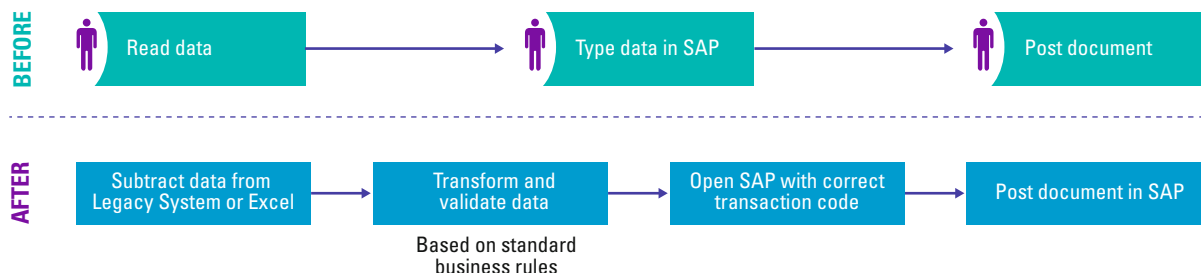 BEFORE
Read data
Type data in SAP
Post document
AFTER
Subtract data from
Legacy System or Excel
Transform and
validate data
Based on standard
business rules
Open SAP with correct
transaction code
Post document in SAP